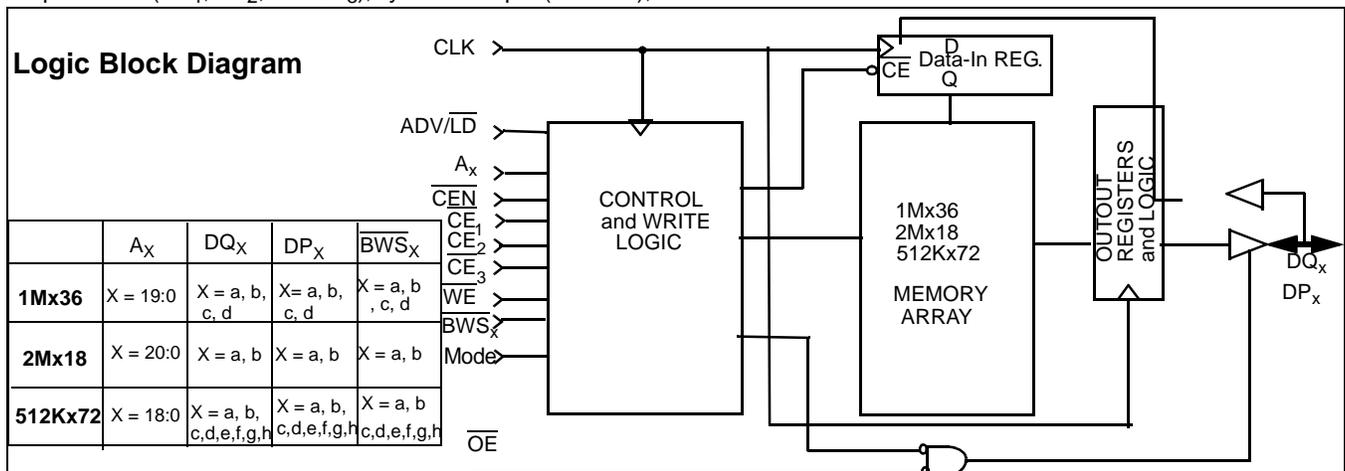 Logic Block Diagram
CLK
D
CE Data-In REG.
Q
ADV/LD
Ax
CEN
CE1
CE2
CE3
WE
BWSx
Mode
OE
CONTROL
and WRITE
LOGIC
1Mx36
2Mx18
512Kx72
MEMORY
ARRAY
OUTOUT
REGISTERS
and LOGIC
DQx
DPx
AX DQX DPX BWSX
1Mx36 X = 19:0 X = a, b, c, d X= a, b, c, d X = a, b , c, d
2Mx18 X = 20:0 X = a, b X = a, b X = a, b
512Kx72 X = 18:0 X = a, b, c,d,e,f,g,h X = a, b, c,d,e,f,g,h X = a, b c,d,e,f,g,h